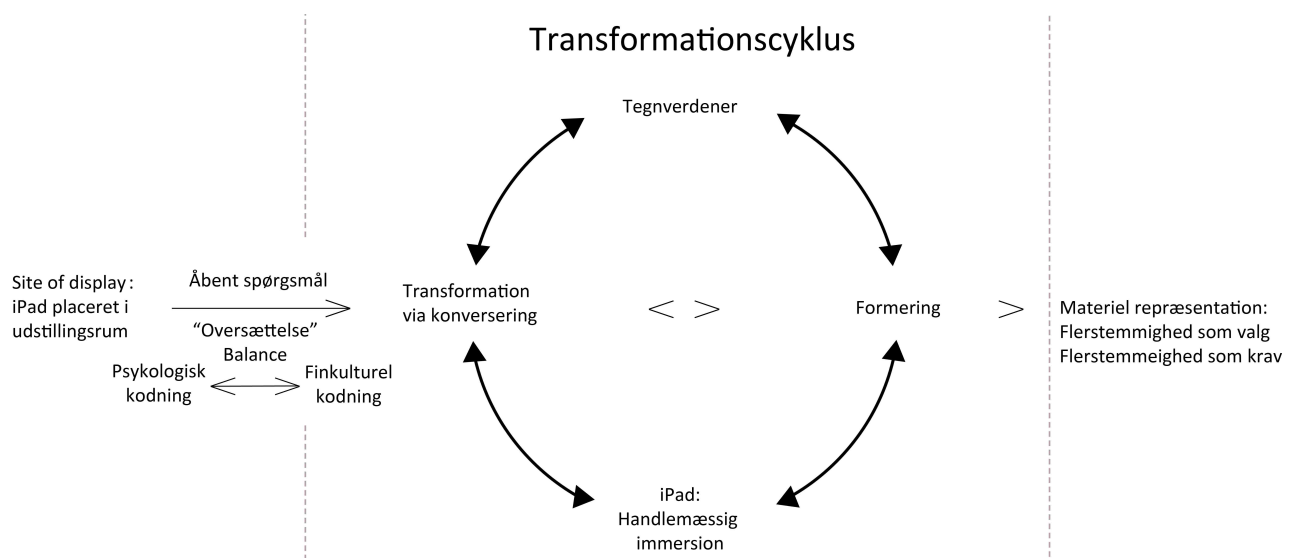 Transformationscyklus
Tegnverdener
Site of display:
iPad placeret i
udstillingsrum
Åbent spørgsmål
"Oversættelse"
Balance
Psykologisk
kodning
Finkulturel
kodning
Transformation
via konversering
< >
Formering
>
Materiel repræsentation:
Flerstemmighed som valg
Flerstemmeighed som krav
iPad:
Handlemæssig
immersion